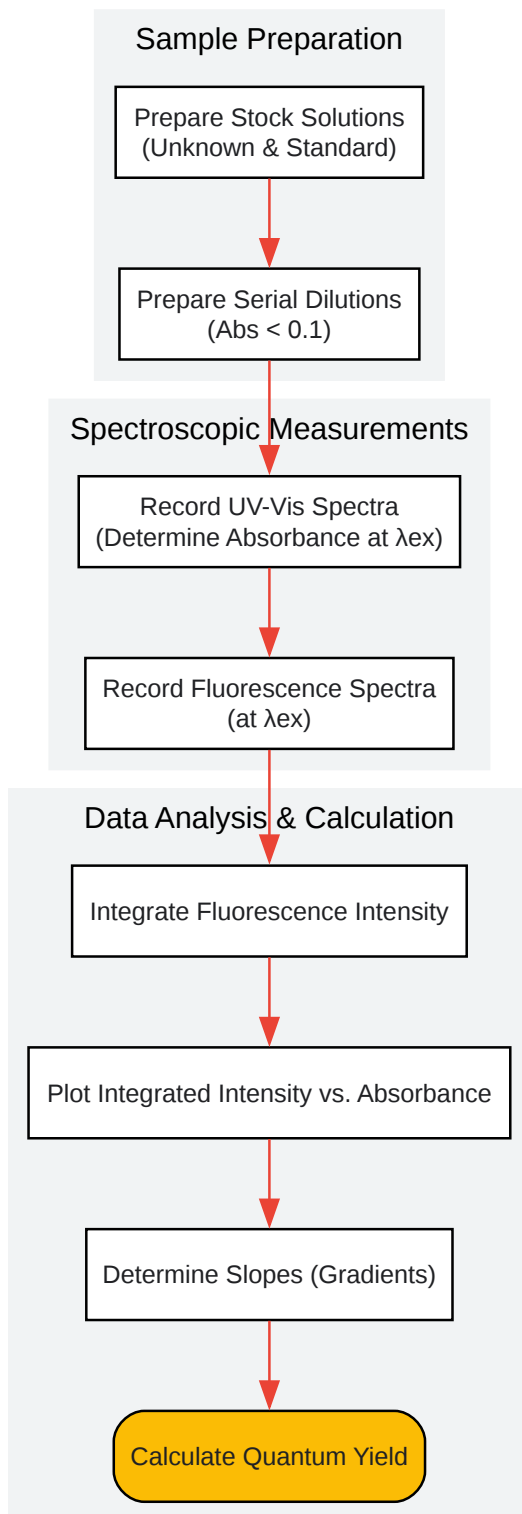 Sample Preparation
Prepare Stock Solutions
(Unknown & Standard)
Prepare Serial Dilutions
(Abs < 0.1)
Spectroscopic Measurements
Record UV-Vis Spectra
(Determine Absorbance at λex)
Record Fluorescence Spectra
(at λex)
Data Analysis & Calculation
Integrate Fluorescence Intensity
Plot Integrated Intensity vs. Absorbance
Determine Slopes (Gradients)
Calculate Quantum Yield